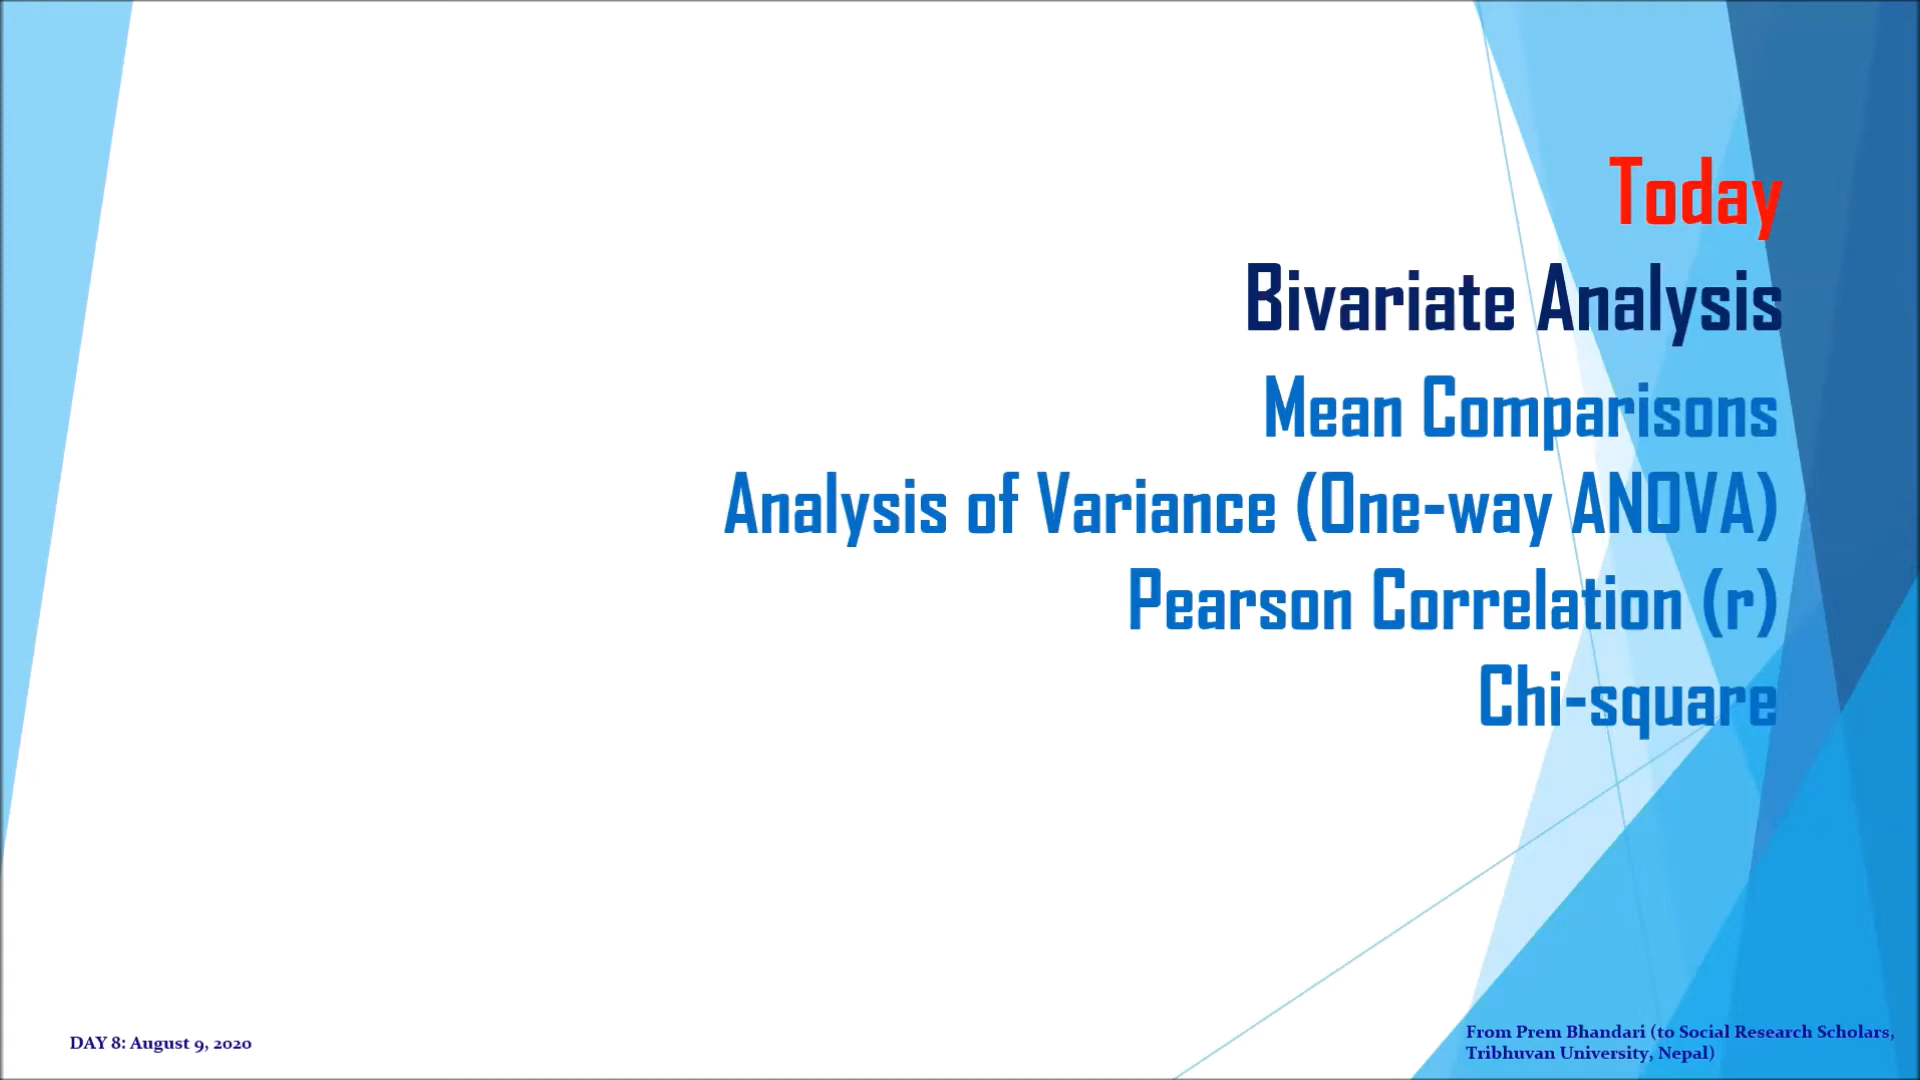 Today
Bivariate Analysis
Mean Comparisons
Analysis of Variance (One-way ANOVA)
Pearson Correlation (r)
Chi-square
DAY 8: August 9, 2020
From Prem Bhandari (to Social Research Scholars,
Tribhuvan University, Nepal)